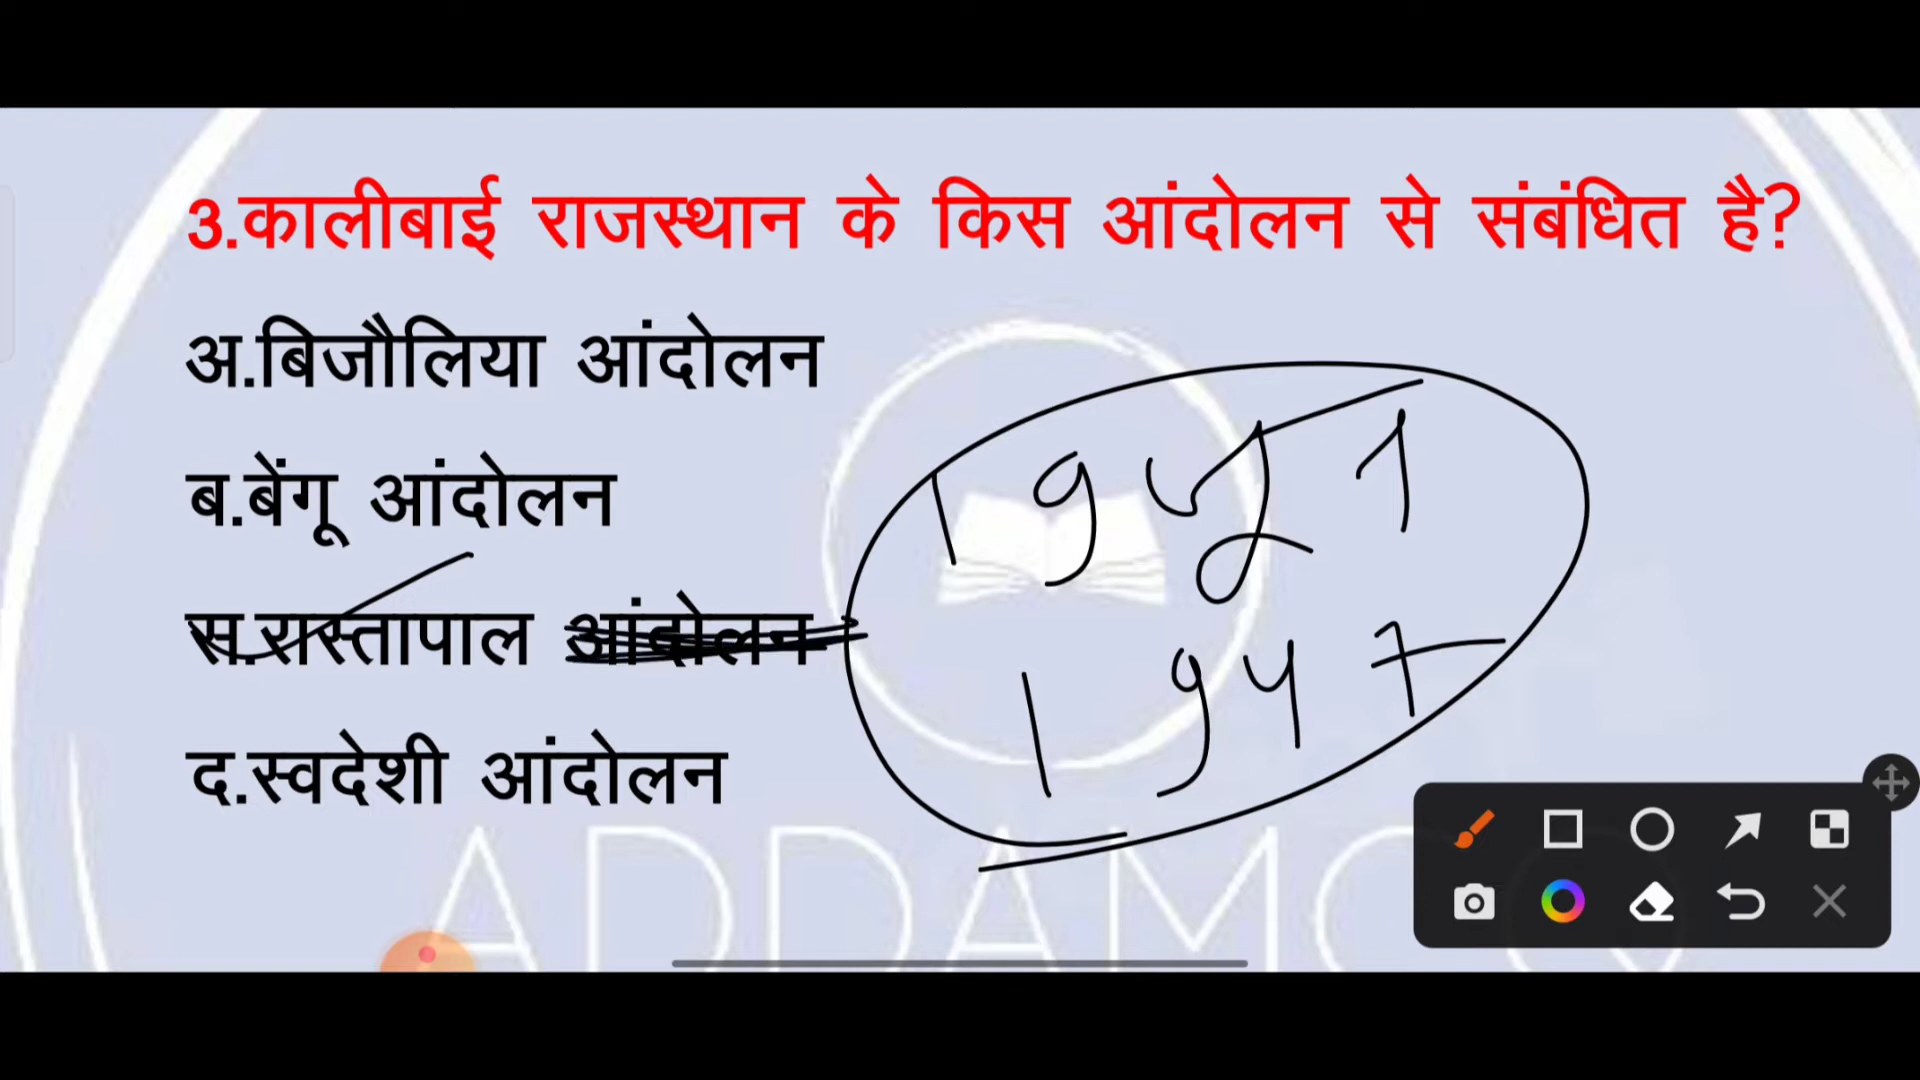 3.कालीबाई राजस्थान के किस आंदोलन से संबंधित है?
अ.बिजौलिया आंदोलन
ब.बेंगू आंदोलन
स.रास्तापाल आंदोलन
द.स्वदेशी आंदोलन
1947